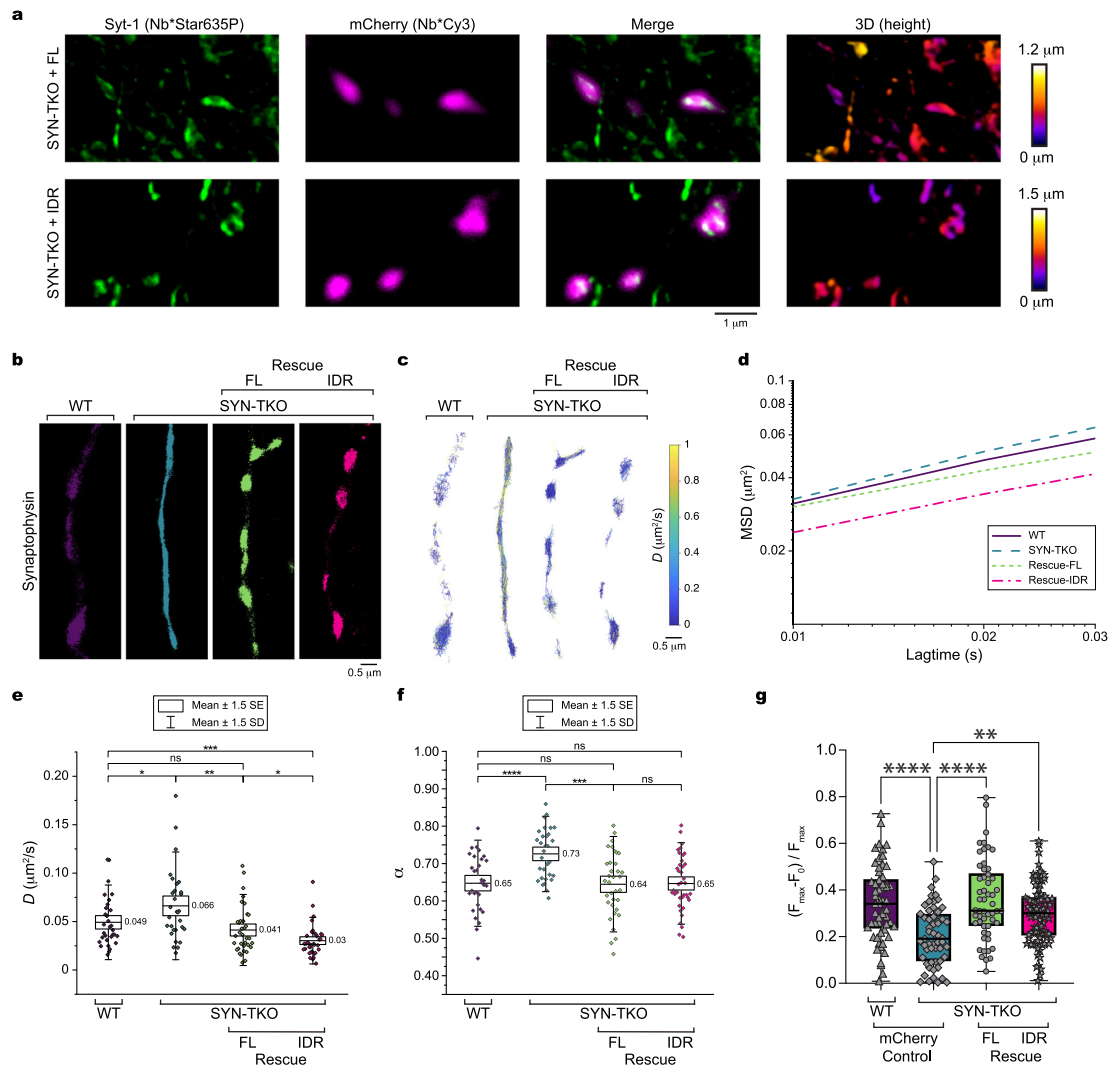 a
Syt-1 (Nb*Star635P)
mCherry (Nb*Cy3)
Merge
3D (height)
SYN-TKO + FL
1.2 μm
0 μm
SYN-TKO + IDR
1.5 μm
0 μm
1 μm
b
Rescue
FL
IDR
WT
SYN-TKO
Synaptophysin
0.5 μm
c
Rescue
FL
IDR
WT
SYN-TKO
1
0.8
0.6
0.4
0.2
0
D (μm²/s)
0.5 μm
d
0.1
0.08
0.06
0.04
0.02
MSD (μm²)
WT
SYN-TKO
Rescue-FL
Rescue-IDR
0.01
0.02
0.03
Lagtime (s)
e
Mean ± 1.5 SE
Mean ± 1.5 SD
***
ns
*
**
*
0.20
0.15
0.10
0.05
0
D (μm²/s)
0.049
0.066
0.041
0.03
WT
SYN-TKO
FL
IDR
Rescue
f
Mean ± 1.5 SE
Mean ± 1.5 SD
ns
ns
****
***
ns
1.00
0.90
0.80
0.70
0.60
0.50
0.40
0.35
α
0.65
0.73
0.64
0.65
WT
SYN-TKO
FL
IDR
Rescue
g
**
****
****
1.0
0.8
0.6
0.4
0.2
0.0
(Fmax-F0) / Fmax
WT
SYN-TKO
mCherry
Control
FL
IDR
Rescue